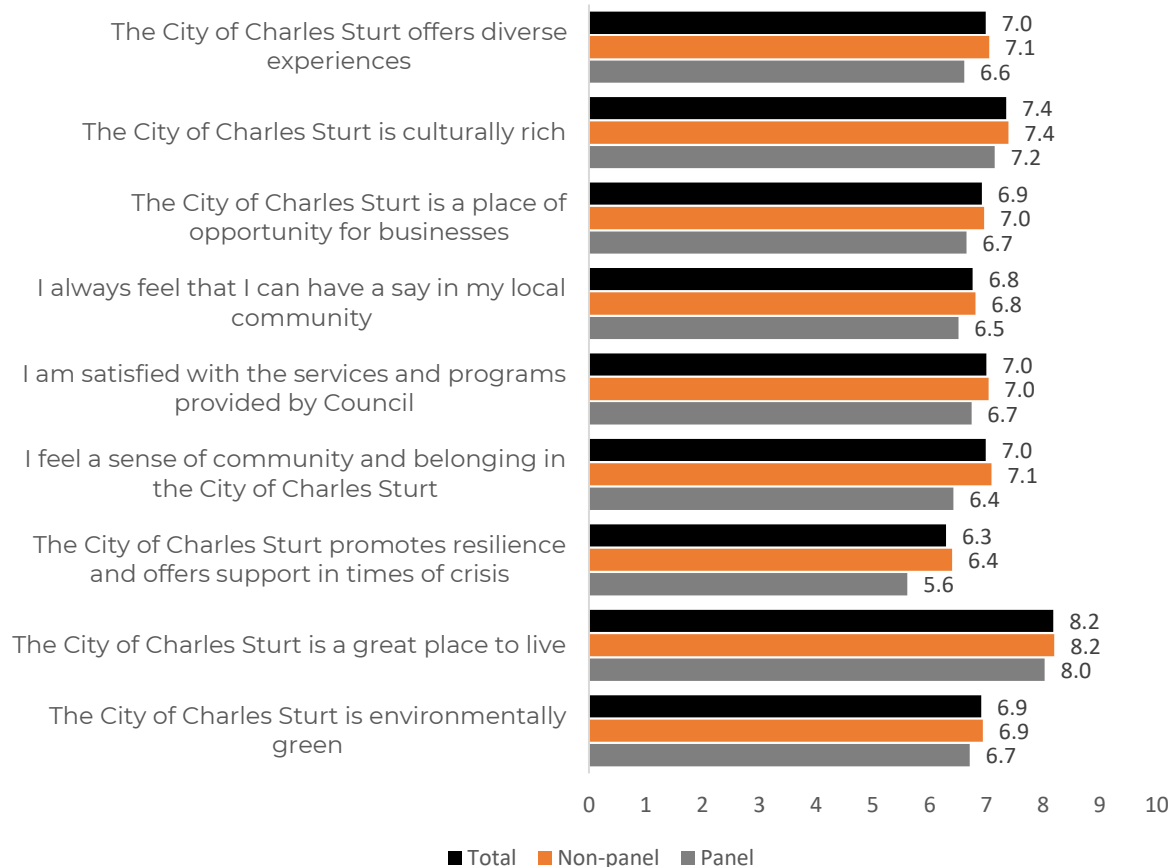 The City of Charles Sturt offers diverse
experiences
7.0
7.1
6.6
The City of Charles Sturt is culturally rich
7.4
7.4
7.2
The City of Charles Sturt is a place of
opportunity for businesses
6.9
7.0
6.7
I always feel that I can have a say in my local
community
6.8
6.8
6.5
I am satisfied with the services and programs
provided by Council
7.0
7.0
6.7
I feel a sense of community and belonging in
the City of Charles Sturt
7.0
7.1
6.4
The City of Charles Sturt promotes resilience
and offers support in times of crisis
6.3
6.4
5.6
The City of Charles Sturt is a great place to live
8.2
8.2
8.0
The City of Charles Sturt is environmentally
green
6.9
6.9
6.7
0 1 2 3 4 5 6 7 8 9 10
Total Non-panel Panel